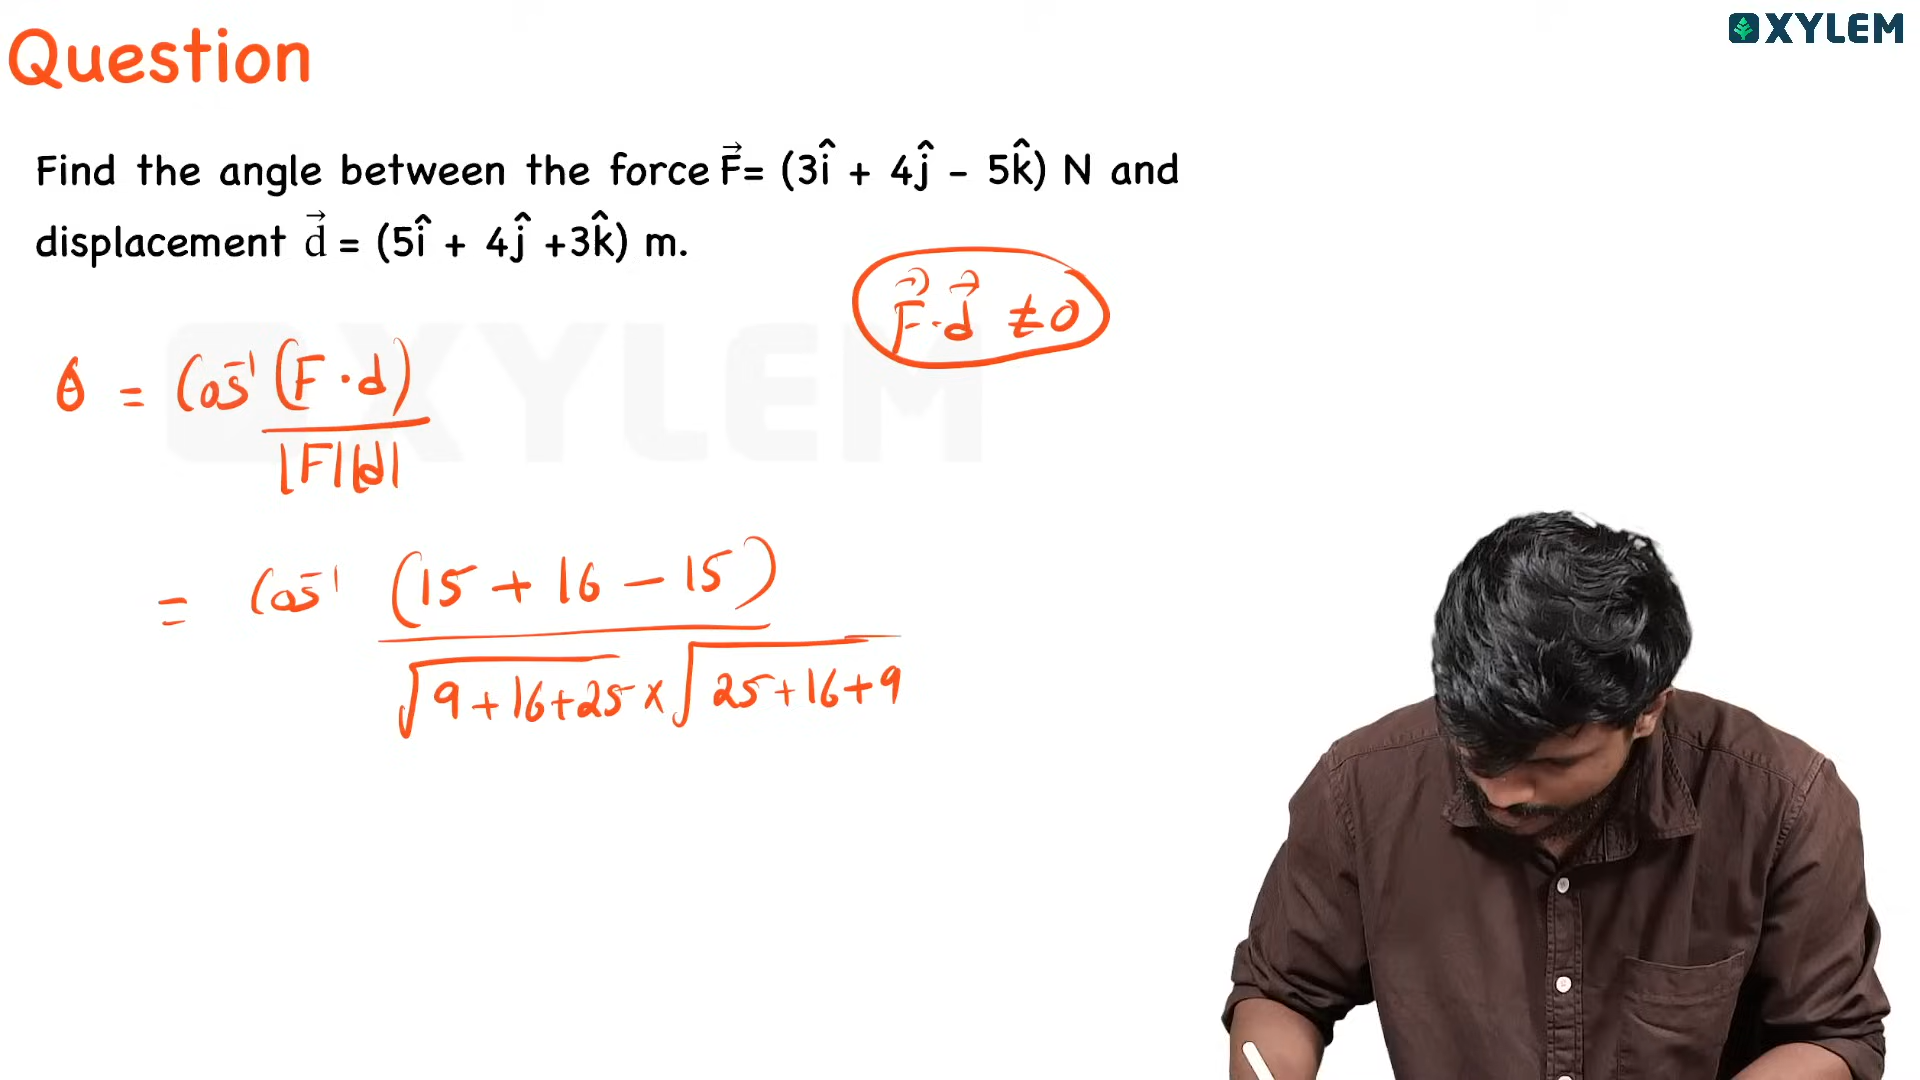 Question
XYLEM
Find the angle between the force F⃗= (3î + 4ĵ - 5k̂) N and
displacement d⃗ = (5î + 4ĵ +3k̂) m.
F⃗·d⃗ ≠0
XYLEM
θ = Cos⁻¹ (F·d)
|F||d|
= Cos⁻¹ (15 + 16 - 15)
√9+16+25 × √25+16+9